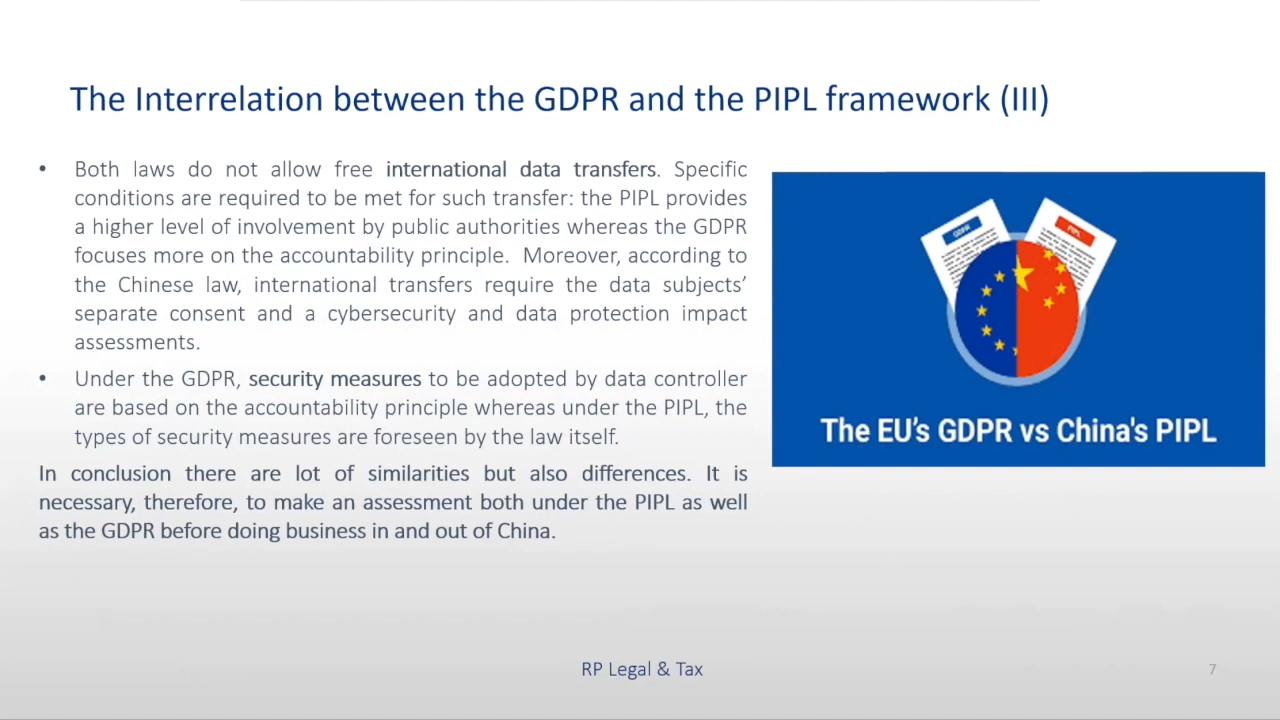 The Interrelation between the GDPR and the PIPL framework (III)
• Both laws do not allow free international data transfers. Specific
conditions are required to be met for such transfer: the PIPL provides
a higher level of involvement by public authorities whereas the GDPR
focuses more on the accountability principle. Moreover, according to
the Chinese law, international transfers require the data subjects’
separate consent and a cybersecurity and data protection impact
assessments.
• Under the GDPR, security measures to be adopted by data controller
are based on the accountability principle whereas under the PIPL, the
types of security measures are foreseen by the law itself.
In conclusion there are lot of similarities but also differences. It is
necessary, therefore, to make an assessment both under the PIPL as well
as the GDPR before doing business in and out of China.
GDPR
PIPL
The EU's GDPR vs China's PIPL
RP Legal & Tax
7